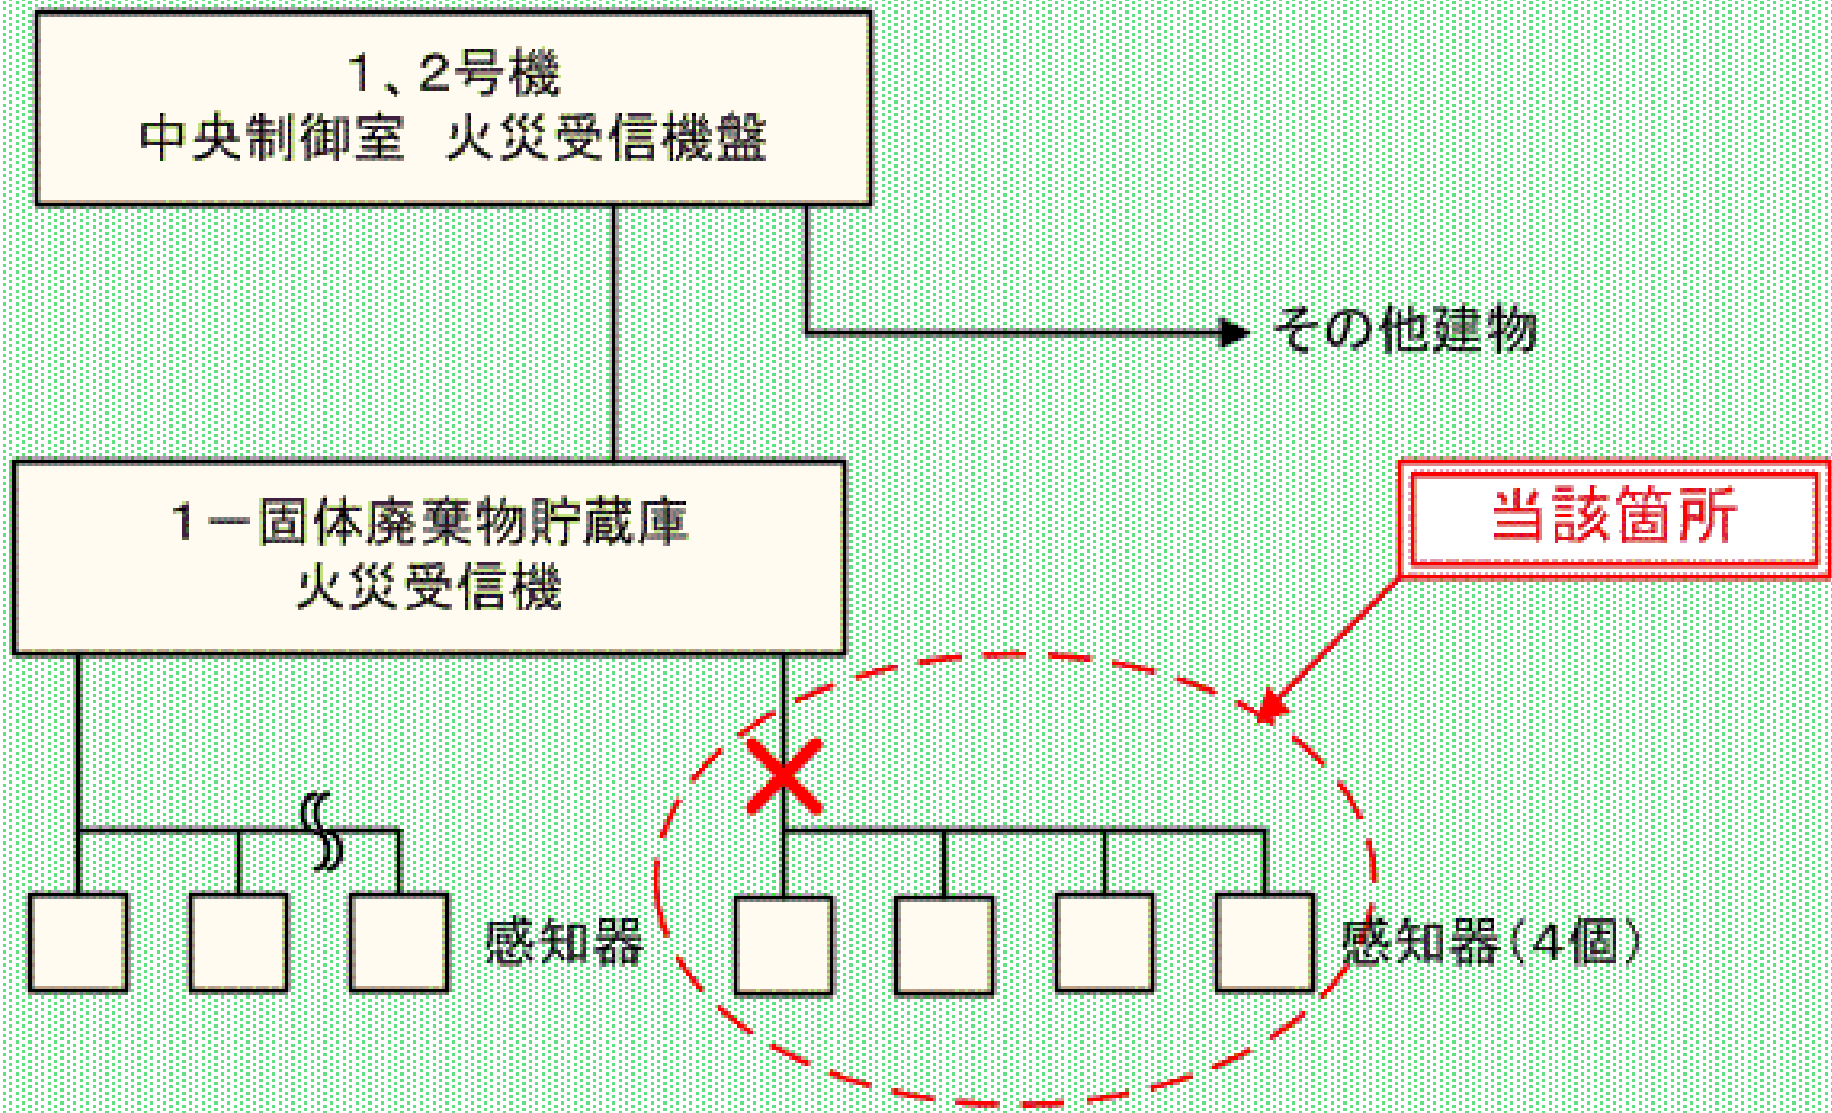 1、2号機
中央制御室　火災受信機盤
その他建物
1－固体廃棄物貯蔵庫
火災受信機
当該箇所
感知器
感知器(4個)